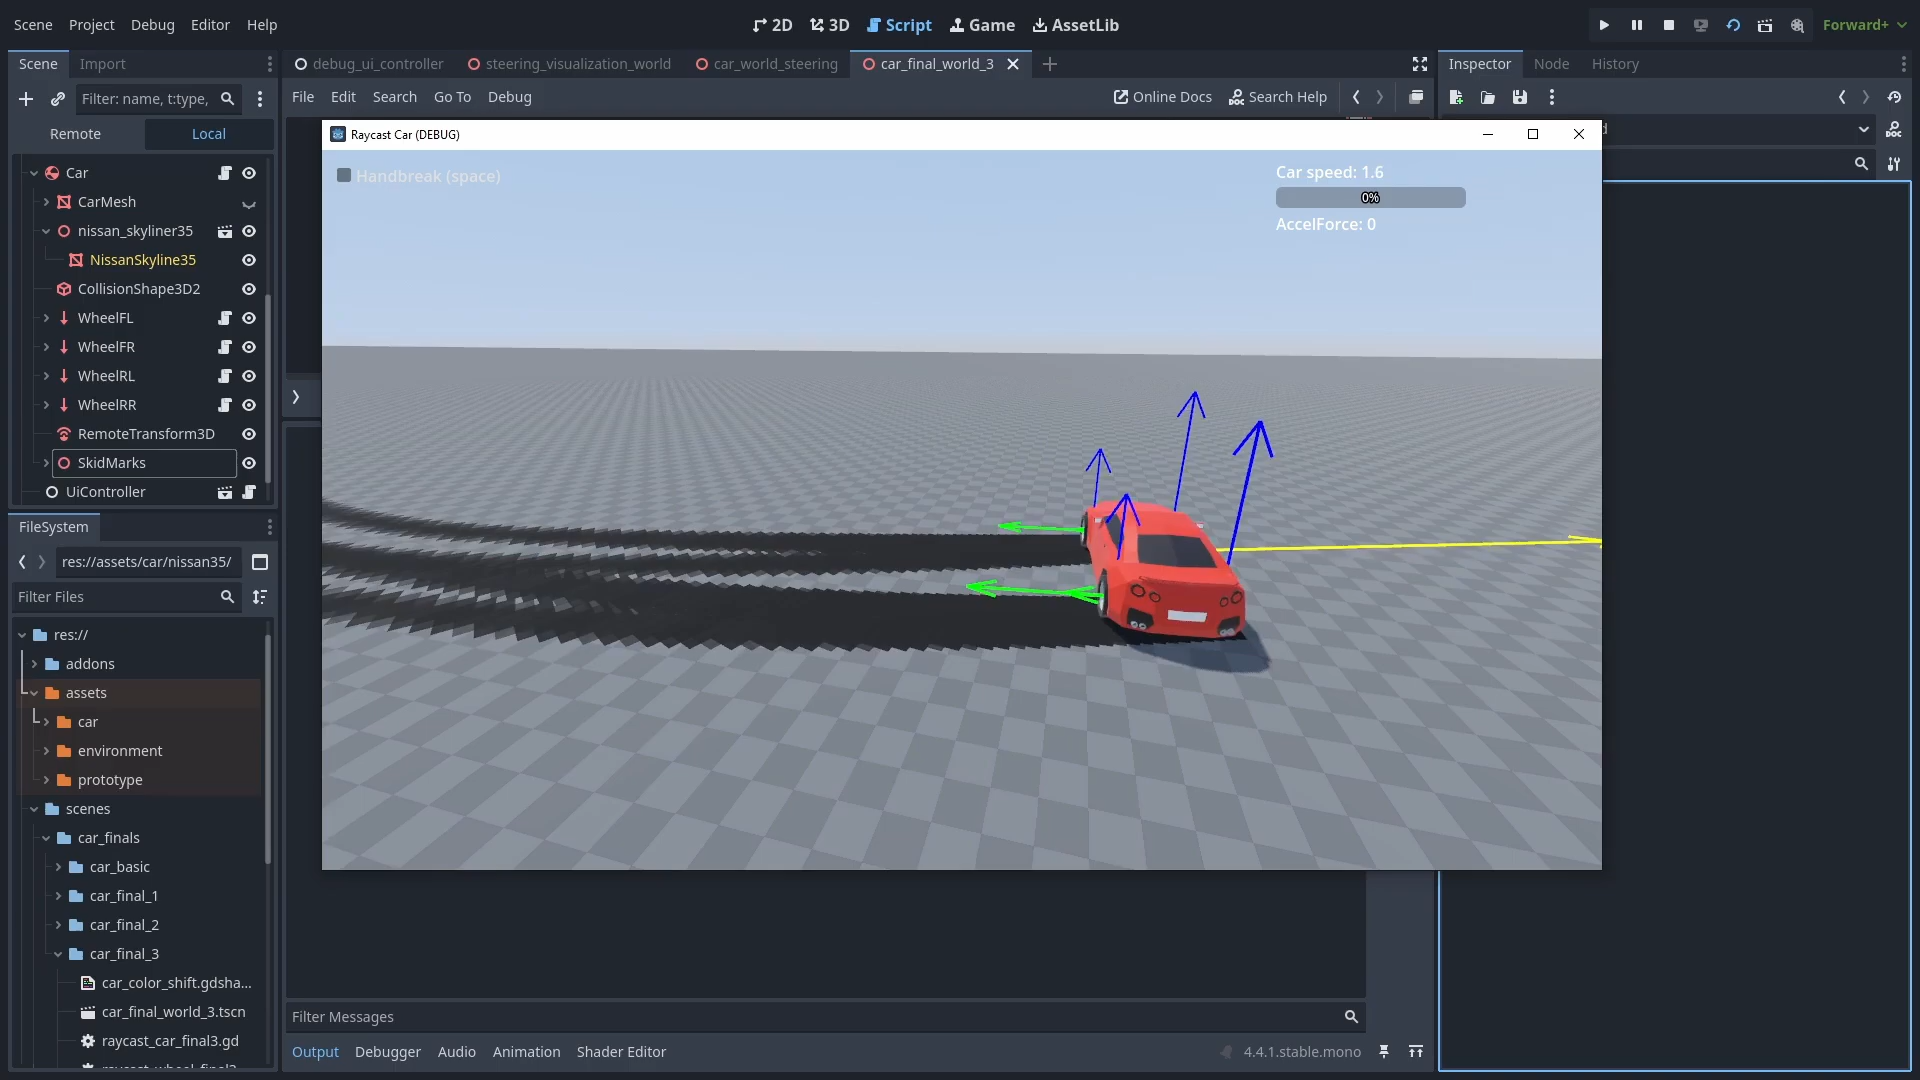 Scene Project Debug Editor Help
2D 3D Script Game AssetLib
Forward+
Scene Import
debug_ui_controller steering_visualization_world car_world_steering car_final_world_3
Inspector Node History
Filter: name, t:type,
File Edit Search Go To Debug
Online Docs Search Help
Remote Local
Raycast Car (DEBUG)
Car
CarMesh
nissan_skyliner35
NissanSkyline35
CollisionShape3D2
WheelFL
WheelFR
WheelRL
WheelRR
RemoteTransform3D
SkidMarks
UiController
Handbreak (space)
Car speed: 1.6
0%
AccelForce: 0
FileSystem
res://assets/car/nissan35/
Filter Files
res://
addons
assets
car
environment
prototype
scenes
car_finals
car_basic
car_final_1
car_final_2
car_final_3
car_color_shift.gdsha...
car_final_world_3.tscn
raycast_car_final3.gd
Filter Messages
Output Debugger Audio Animation Shader Editor
4.4.1.stable.mono